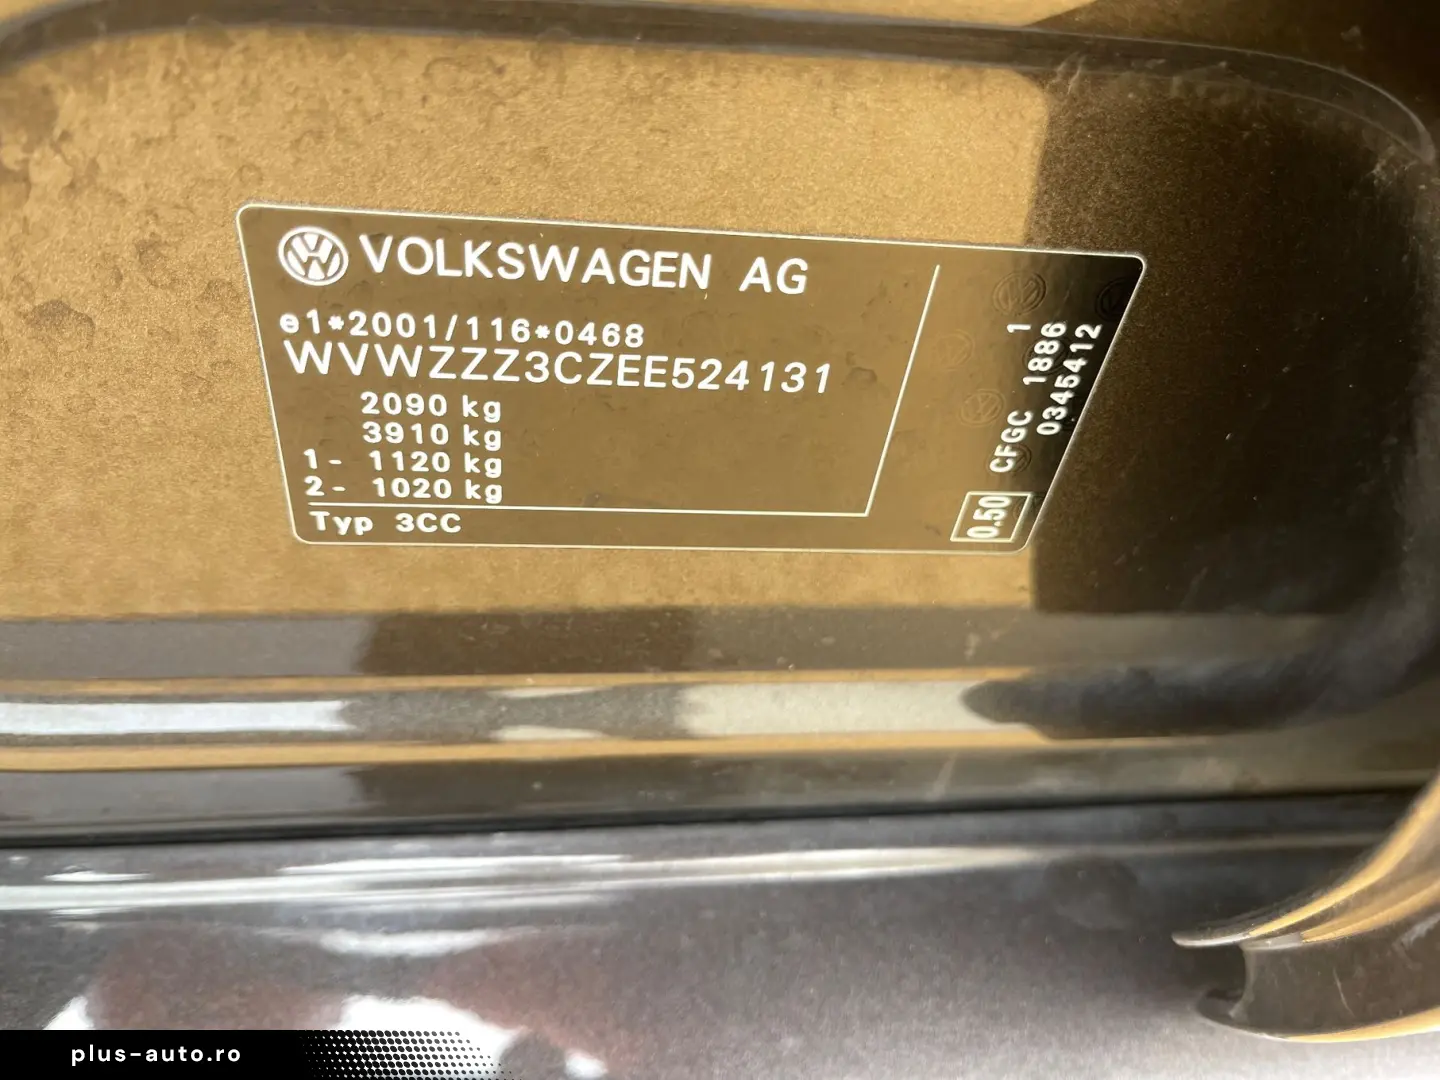 VOLKSWAGEN AG
e1*2001/116*0468
WVWZZZ3CZEE524131
2090 kg
3910 kg
1- 1120 kg
2- 1020 kg
Typ 3CC
1
CFGC 1886
0345412
0.50
plus-auto.ro